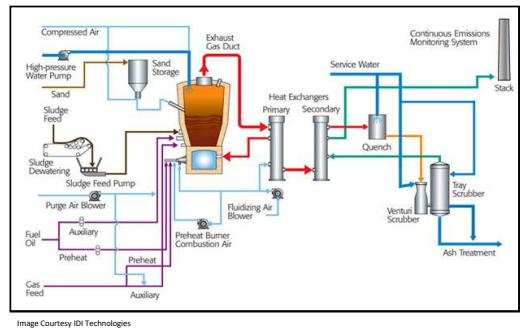 Compressed Air
Exhaust
Gas Duct
Continuous Emissions
Monitoring System
High-pressure
Water Pump
Sand
Storage
Sand
Service Water
Stack
Heat Exchangers
Primary
Secondary
Sludge
Feed
Quench
Sludge
Dewatering
Sludge Feed Pump
Tray
Scrubber
Purge Air Blower
Fluidizing Air
Blower
Venturi
Scrubber
Fuel
Oil
Auxiliary
Preheat
Preheat Burner
Combustion Air
Ash Treatment
Preheat
Gas
Feed
Auxiliary
Image Courtesy IDI Technologies